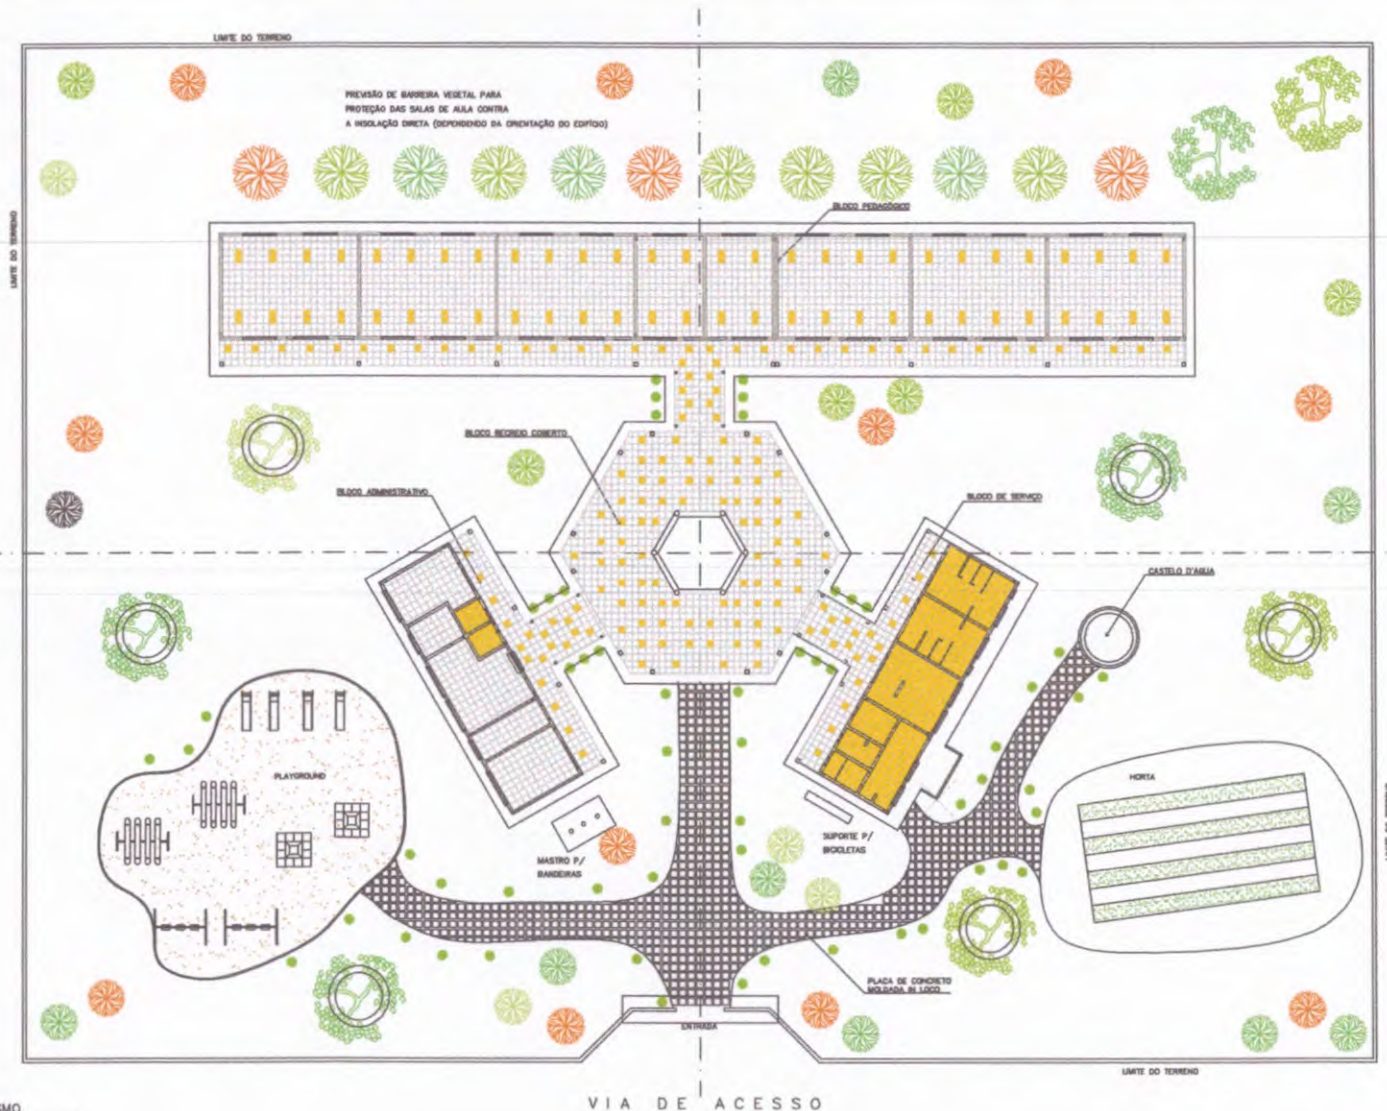 LIMITE DO TERRENO
PREVISÃO DE BARREIRA VEGETAL PARA
PROTEÇÃO DAS SALAS DE AULA CONTRA
A INSOLAÇÃO DIRETA (DEPENDENDO DA ORIENTAÇÃO DO EDIFÍCIO)
LIMITE DO TERRENO
BLOCO PEDAGÓGICO
BLOCO RECREIO COBERTO
BLOCO ADMINISTRATIVO
BLOCO DE SERVIÇO
CASTELO D'AGUA
PLAYGROUND
HORTA
MASTRO P/
BANDEIRAS
SUPORTE P/
BICICLETAS
PLACA DE CONCRETO
MOLDADA IN LOCO
ENTRADA
LIMITE DO TERRENO
VIA DE ACESSO